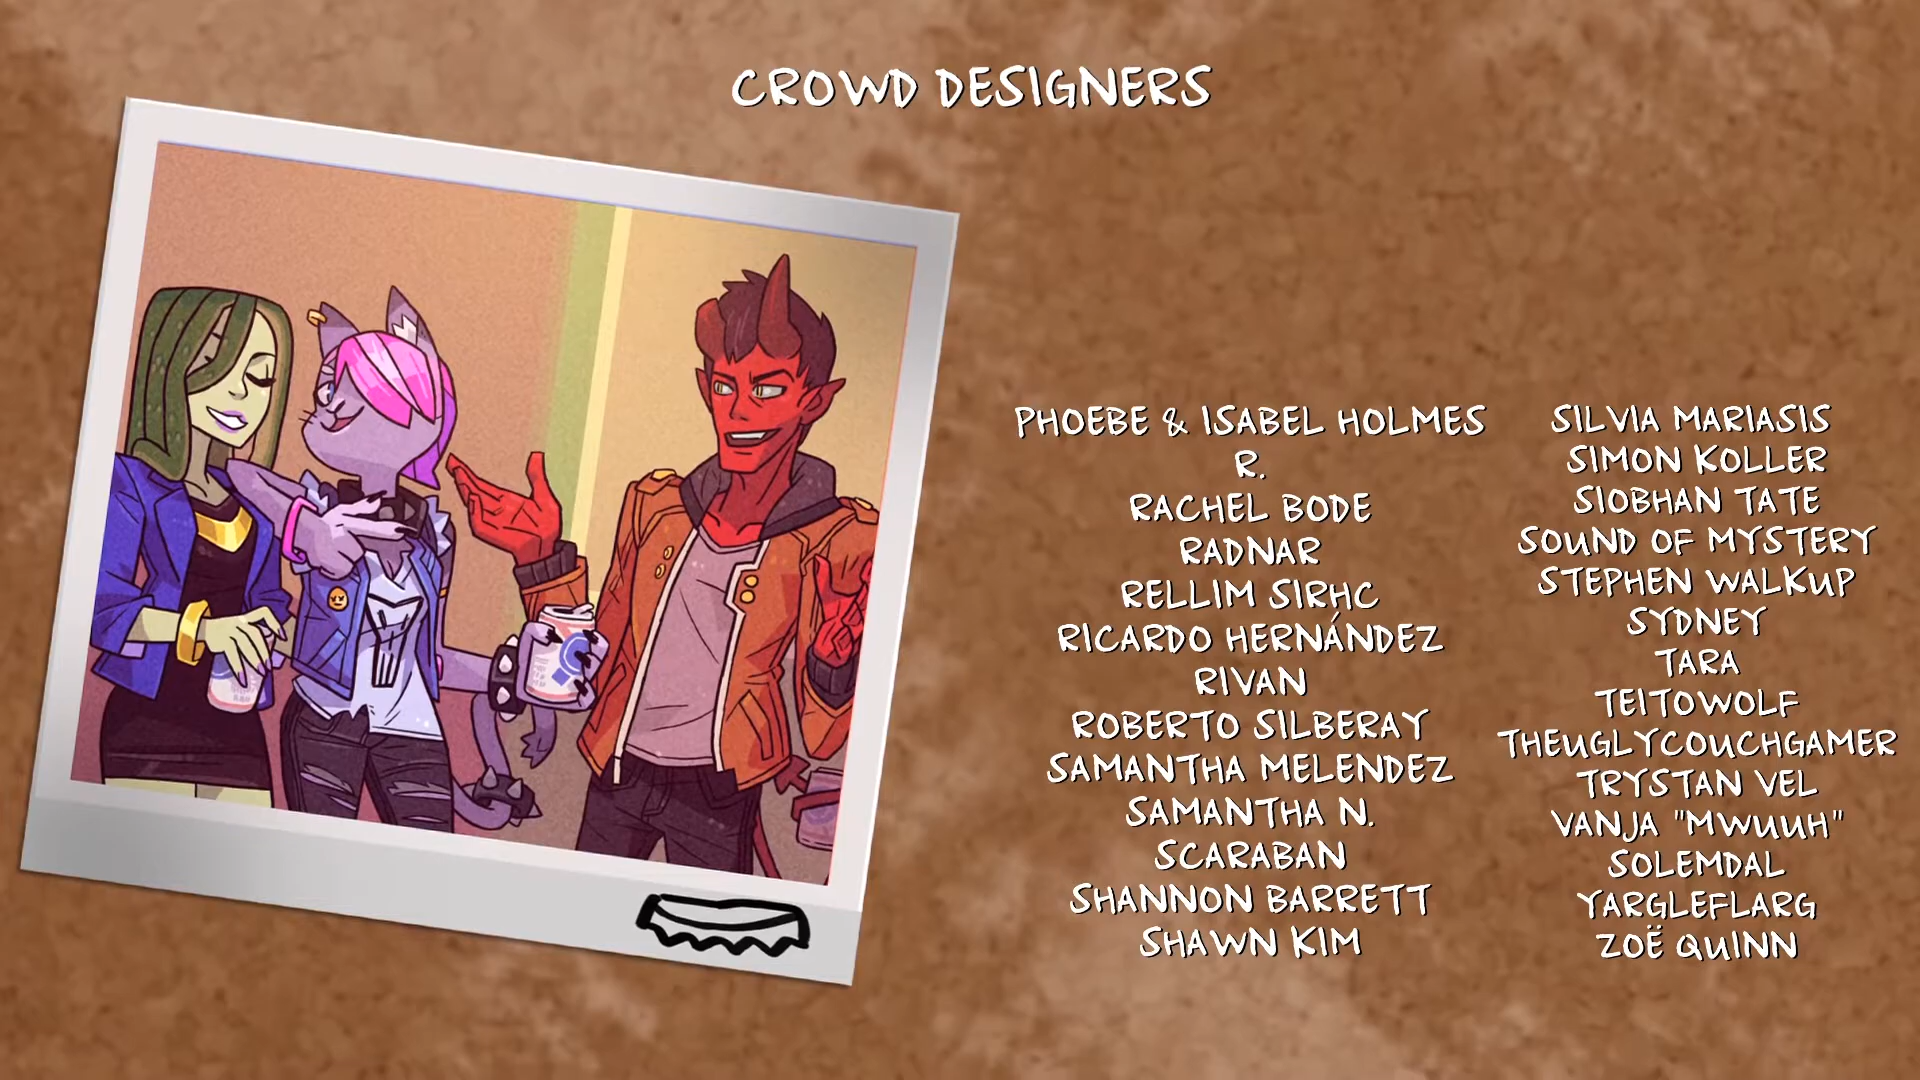 CROWD DESIGNERS
PHOEBE & ISABEL HOLMES
R.
RACHEL BODE
RADNAR
RELLIM SIRHC
RICARDO HERNÁNDEZ
RIVAN
ROBERTO SILBERAY
SAMANTHA MELENDEZ
SAMANTHA N.
SCARABAN
SHANNON BARRETT
SHAWN KIM
SILVIA MARIASIS
SIMON KOLLER
SIOBHAN TATE
SOUND OF MYSTERY
STEPHEN WALKUP
SYDNEY
TARA
TEITOWOLF
THEUGLYCOUCHGAMER
TRYSTAN VEL
VANJA "MWUUH"
SOLEMDAL
YARGLEFLARG
ZOË QUINN